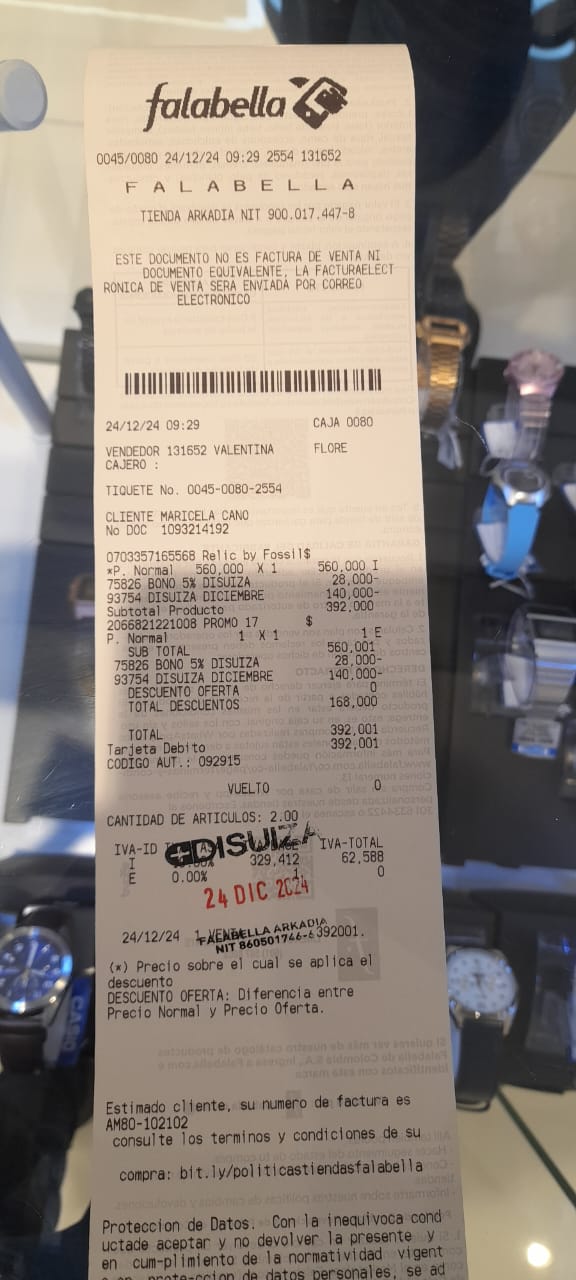 falabella
0045/0080 24/12/24 09:29 2554 131652
F A L A B E L L A
TIENDA ARKADIA NIT 900.017.447-8
ESTE DOCUMENTO NO ES FACTURA DE VENTA NI
DOCUMENTO EQUIVALENTE, LA FACTURAELECT
RONICA DE VENTA SERA ENVIADA POR CORREO
ELECTRONICO
24/12/24 09:29 CAJA 0080
VENDEDOR 131652 VALENTINA FLORE
CAJERO :
TIQUETE No. 0045-0080-2554
CLIENTE MARICELA CANO
No DOC 1093214192
0703357165568 Relic by Fossil$
*P. Normal 560,000 X 1 560,000 I
75826 BONO 5% DISUIZA 28,000-
93754 DISUIZA DICIEMBRE 140,000-
Subtotal Producto 392,000
2066821221008 PROMO 17 $
P. Normal 1 X 1 1 E
SUB TOTAL 560,001
75826 BONO 5% DISUIZA 28,000-
93754 DISUIZA DICIEMBRE 140,000-
DESCUENTO OFERTA 0
TOTAL DESCUENTOS 168,000
TOTAL 392,001
Tarjeta Debito 392,001
CODIGO AUT.: 092915
VUELTO 0
CANTIDAD DE ARTICULOS: 2.00
DISUIZA
IVA-ID IVA-TOTAL
I 329,412 62,588
E 0.00% 1 0
24 DIC 2024
FALABELLA ARKADIA
24/12/24 1 392001.
NIT 860501746-6
(*) Precio sobre el cual se aplica el
descuento
DESCUENTO OFERTA: Diferencia entre
Precio Normal y Precio Oferta.
Estimado cliente, su numero de factura es
AM80-102102
consulte los terminos y condiciones de su
compra: bit.ly/politicastiendasfalabella
Proteccion de Datos. Con la inequivoca cond
uctade aceptar y no devolver la presente y
en cum-plimiento de la normatividad vigent
de datos personales, se ad